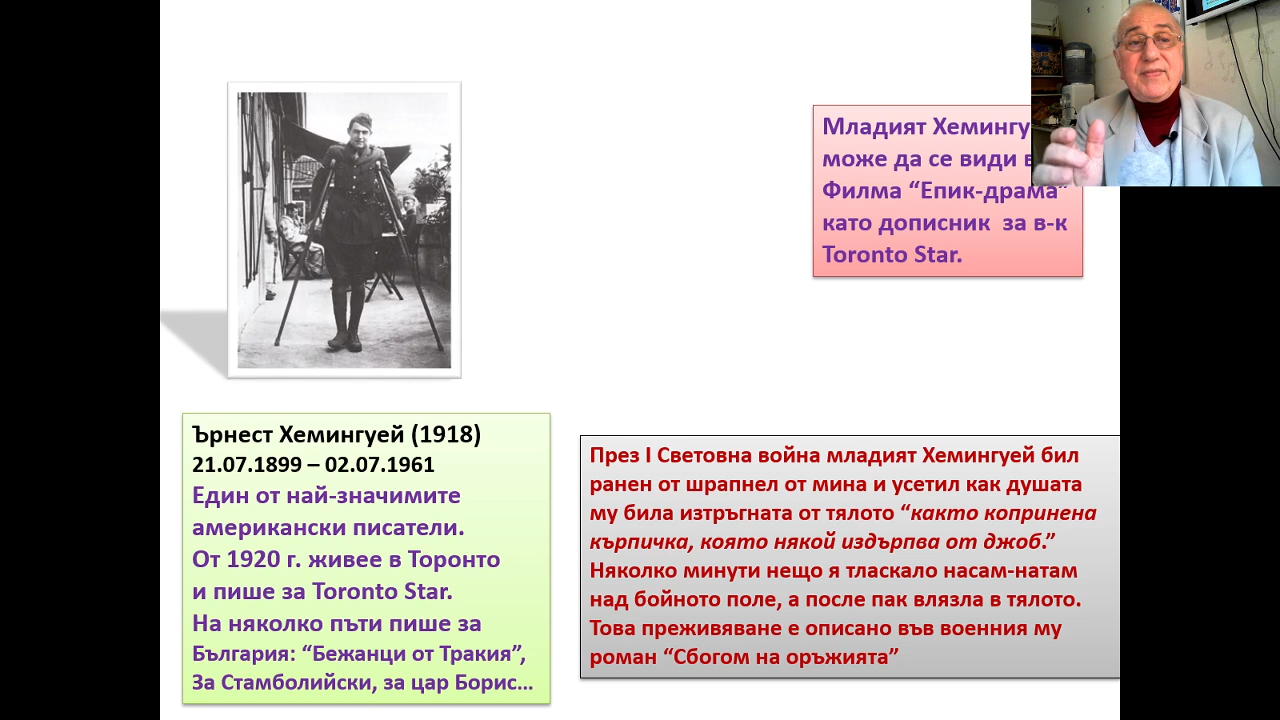 Младият Хемингу
може да се види в
Филма “Епик-драма”
като дописник за в-к
Toronto Star.
Ърнест Хемингуей (1918)
21.07.1899 – 02.07.1961
Един от най-значимите
американски писатели.
От 1920 г. живее в Торонто
и пише за Toronto Star.
На няколко пъти пише за
България: “Бежанци от Тракия”,
За Стамболийски, за цар Борис...
През I Световна война младият Хемингуей бил
ранен от шрапнел от мина и усетил как душата
му била изтръгната от тялото “както копринена
кърпичка, която някой издърпва от джоб.”
Няколко минути нещо я тласкало насам-натам
над бойното поле, а после пак влязла в тялото.
Това преживяване е описано във военния му
роман “Сбогом на оръжията”